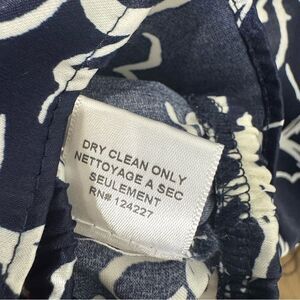 DRY CLEAN ONLY
NETTOYAGE A SEC
SEULEMENT
RN# 124227